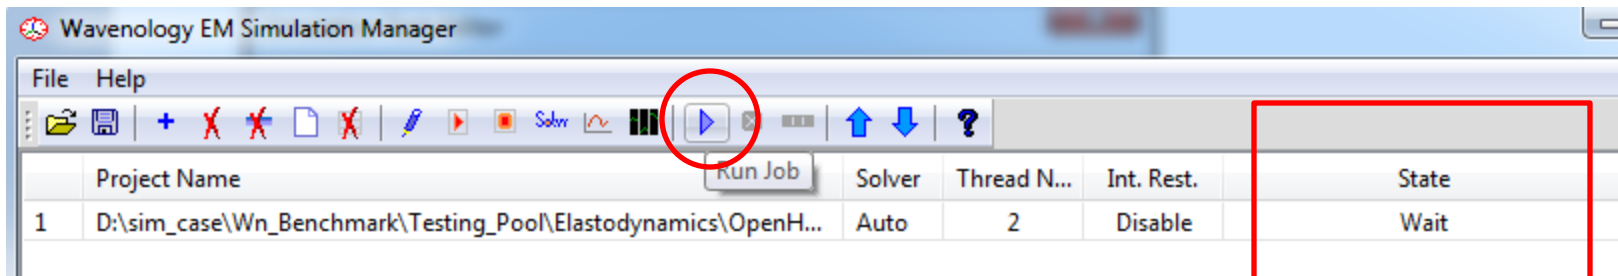 Wavenology EM Simulation Manager
File Help
Solvr
Run Job
Project Name Solver Thread N... Int. Rest. State
1 D:\sim_case\Wn_Benchmark\Testing_Pool\Elastodynamics\OpenH... Auto 2 Disable Wait